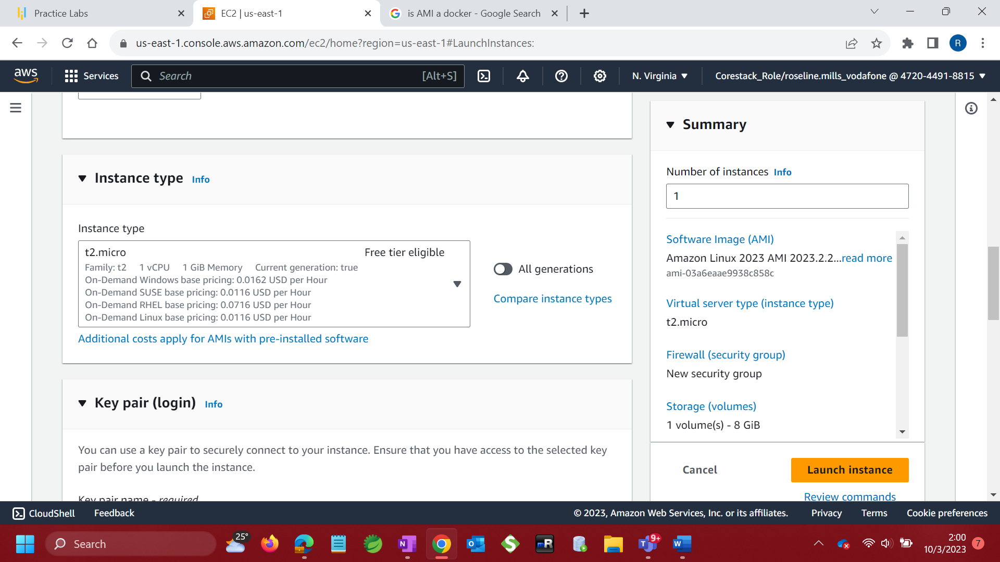 Practice Labs
EC2 | us-east-1
is AMI a docker - Google Search
us-east-1.console.aws.amazon.com/ec2/home?region=us-east-1#LaunchInstances:
R
aws
Services
Search
[Alt+S]
N. Virginia
Corestack_Role/roseline.mills_vodafone @ 4720-4491-8815
Instance type Info
Instance type
t2.micro
Free tier eligible
Family: t2 1 vCPU 1 GiB Memory Current generation: true
On-Demand Windows base pricing: 0.0162 USD per Hour
On-Demand SUSE base pricing: 0.0116 USD per Hour
On-Demand RHEL base pricing: 0.0716 USD per Hour
On-Demand Linux base pricing: 0.0116 USD per Hour
All generations
Compare instance types
Additional costs apply for AMIs with pre-installed software
Key pair (login) Info
You can use a key pair to securely connect to your instance. Ensure that you have access to the selected key
pair before you launch the instance.
Key pair name - required
Summary
Number of instances Info
1
Software Image (AMI)
Amazon Linux 2023 AMI 2023.2.2...read more
ami-03a6eaae9938c858c
Virtual server type (instance type)
t2.micro
Firewall (security group)
New security group
Storage (volumes)
1 volume(s) - 8 GiB
Cancel
Launch instance
Review commands
CloudShell
Feedback
© 2023, Amazon Web Services, Inc. or its affiliates.
Privacy
Terms
Cookie preferences
Search
25°
N
O
S
mR
T
9+
W
2:00
10/3/2023
7